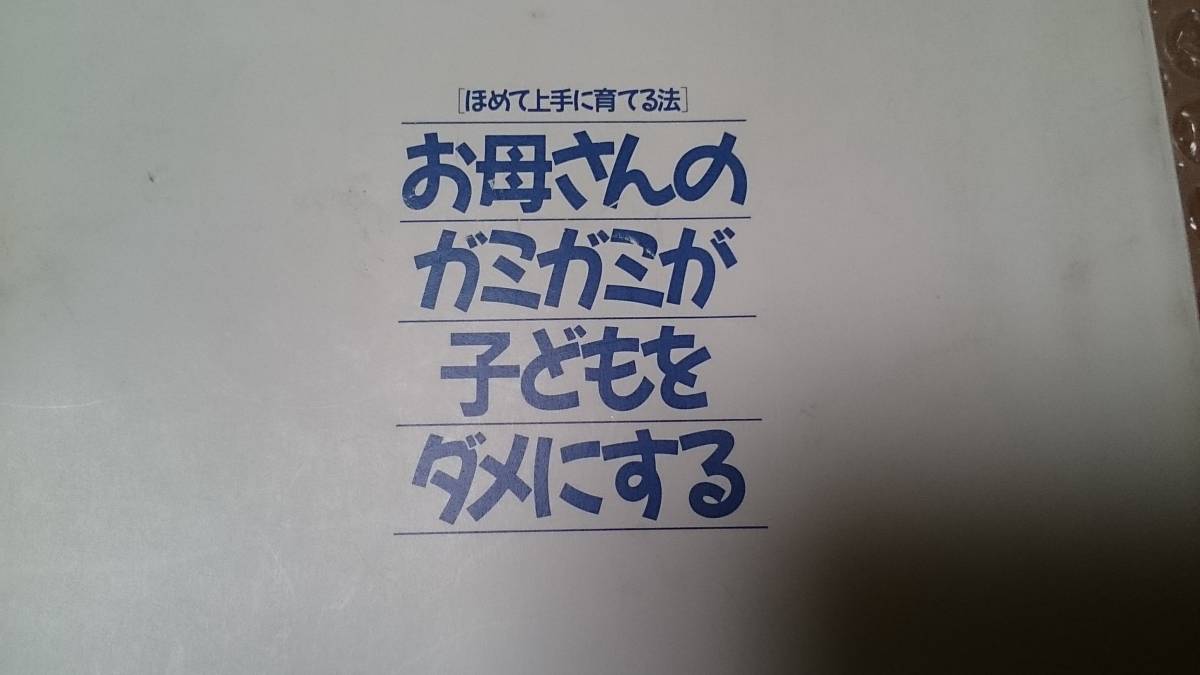 [ほめて上手に育てる法]
お母さんの
ガミガミが
子どもを
ダメにする